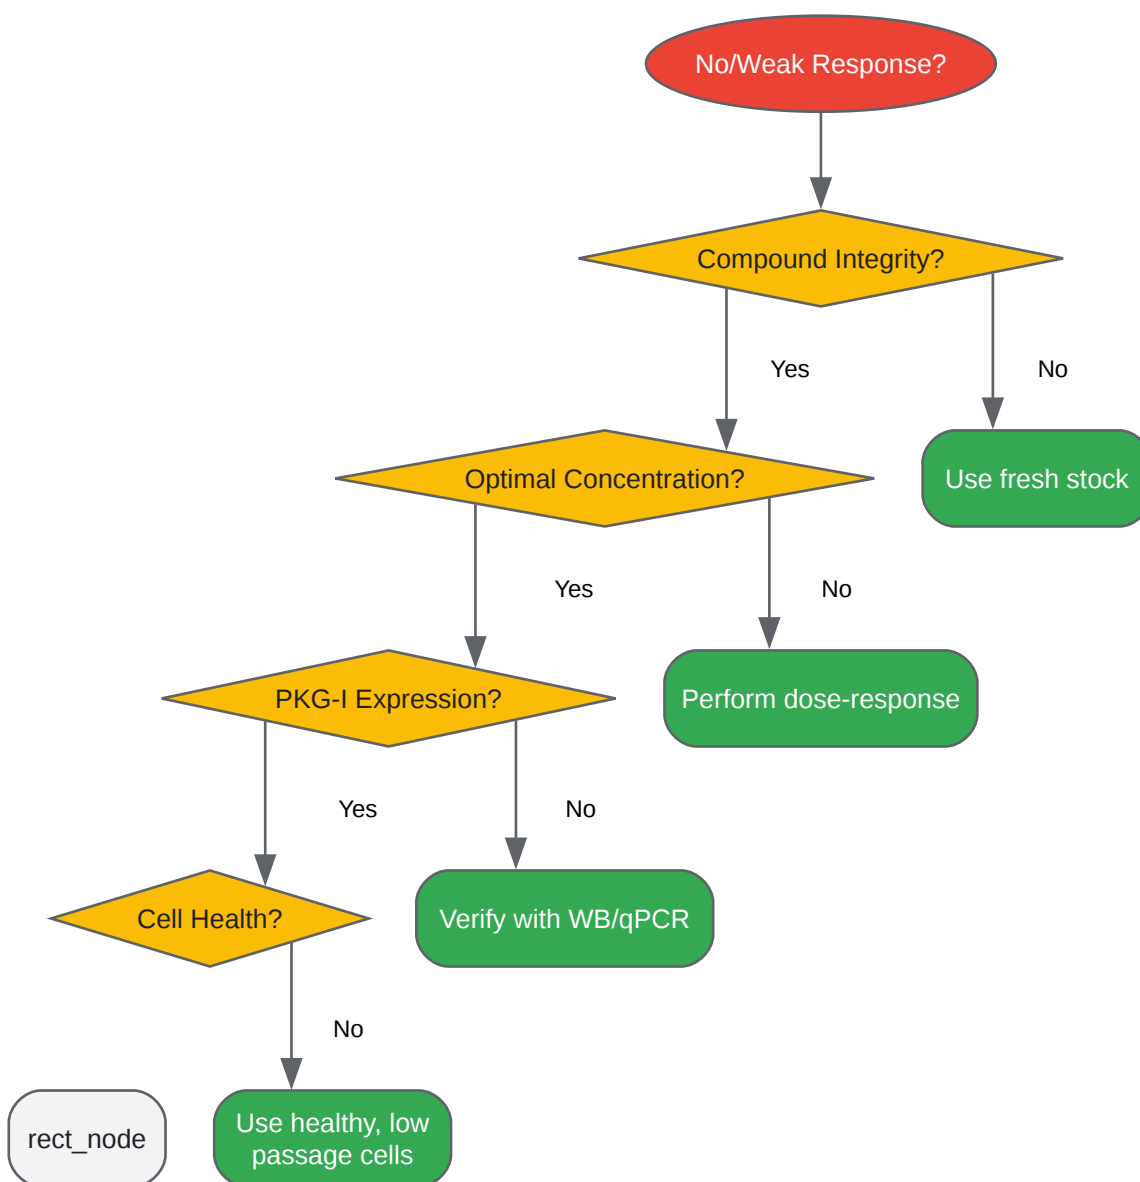 No/Weak Response?
Compound Integrity?
Yes
No
Optimal Concentration?
Use fresh stock
Yes
No
PKG-I Expression?
Perform dose-response
Yes
No
Cell Health?
Verify with WB/qPCR
No
rect_node
Use healthy, low
passage cells